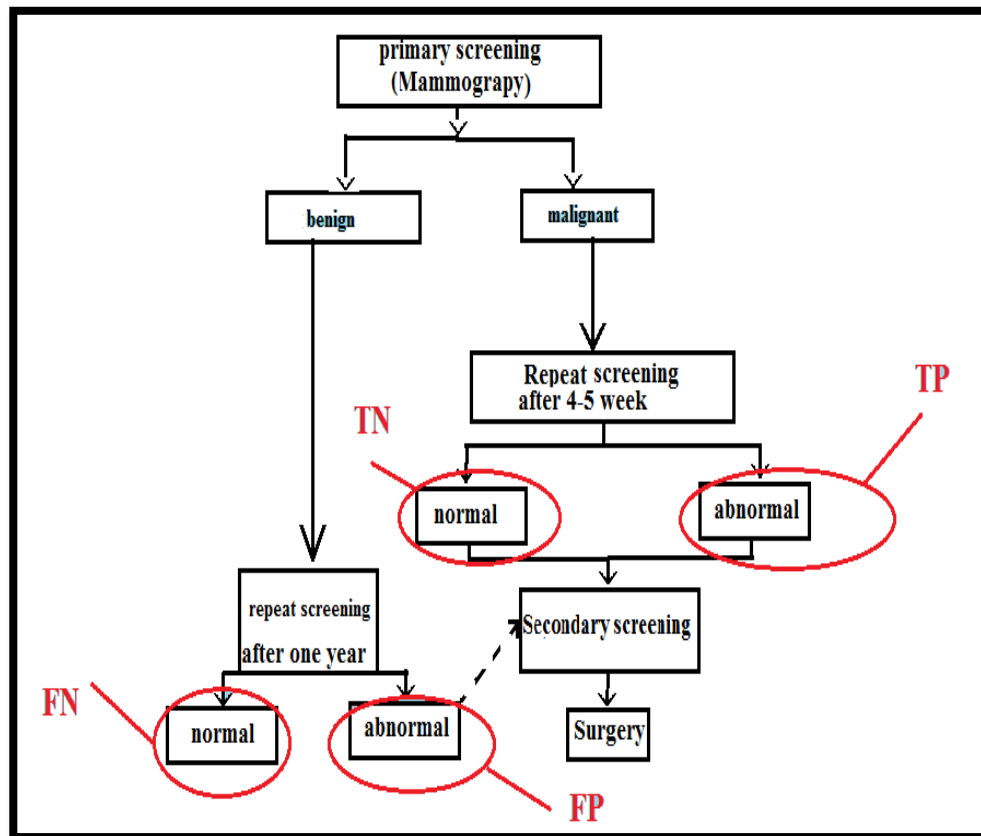 primary screening
(Mammograpy)
benign
malignant
Repeat screening
after 4-5 week
TP
TN
normal
abnormal
repeat screening
after one year
Secondary screening
FN
normal
abnormal
Surgery
FP